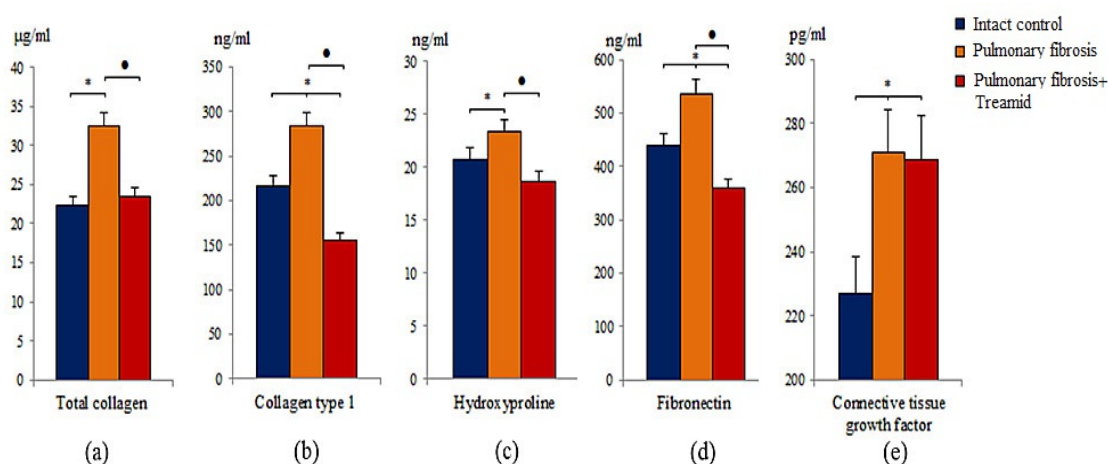 µg/ml
40
35
30
25
20
15
10
5
0
*
●
Total collagen
(a)
ng/ml
350
300
250
200
150
100
50
0
*
●
Collagen type 1
(b)
ng/ml
30
25
20
15
10
5
0
*
●
Hydroxyproline
(c)
ng/ml
600
500
400
300
200
100
0
*
●
Fibronectin
(d)
pg/ml
300
280
260
240
220
200
*
Connective tissue
growth factor
(e)
Intact control
Pulmonary fibrosis
Pulmonary fibrosis+
Treamid